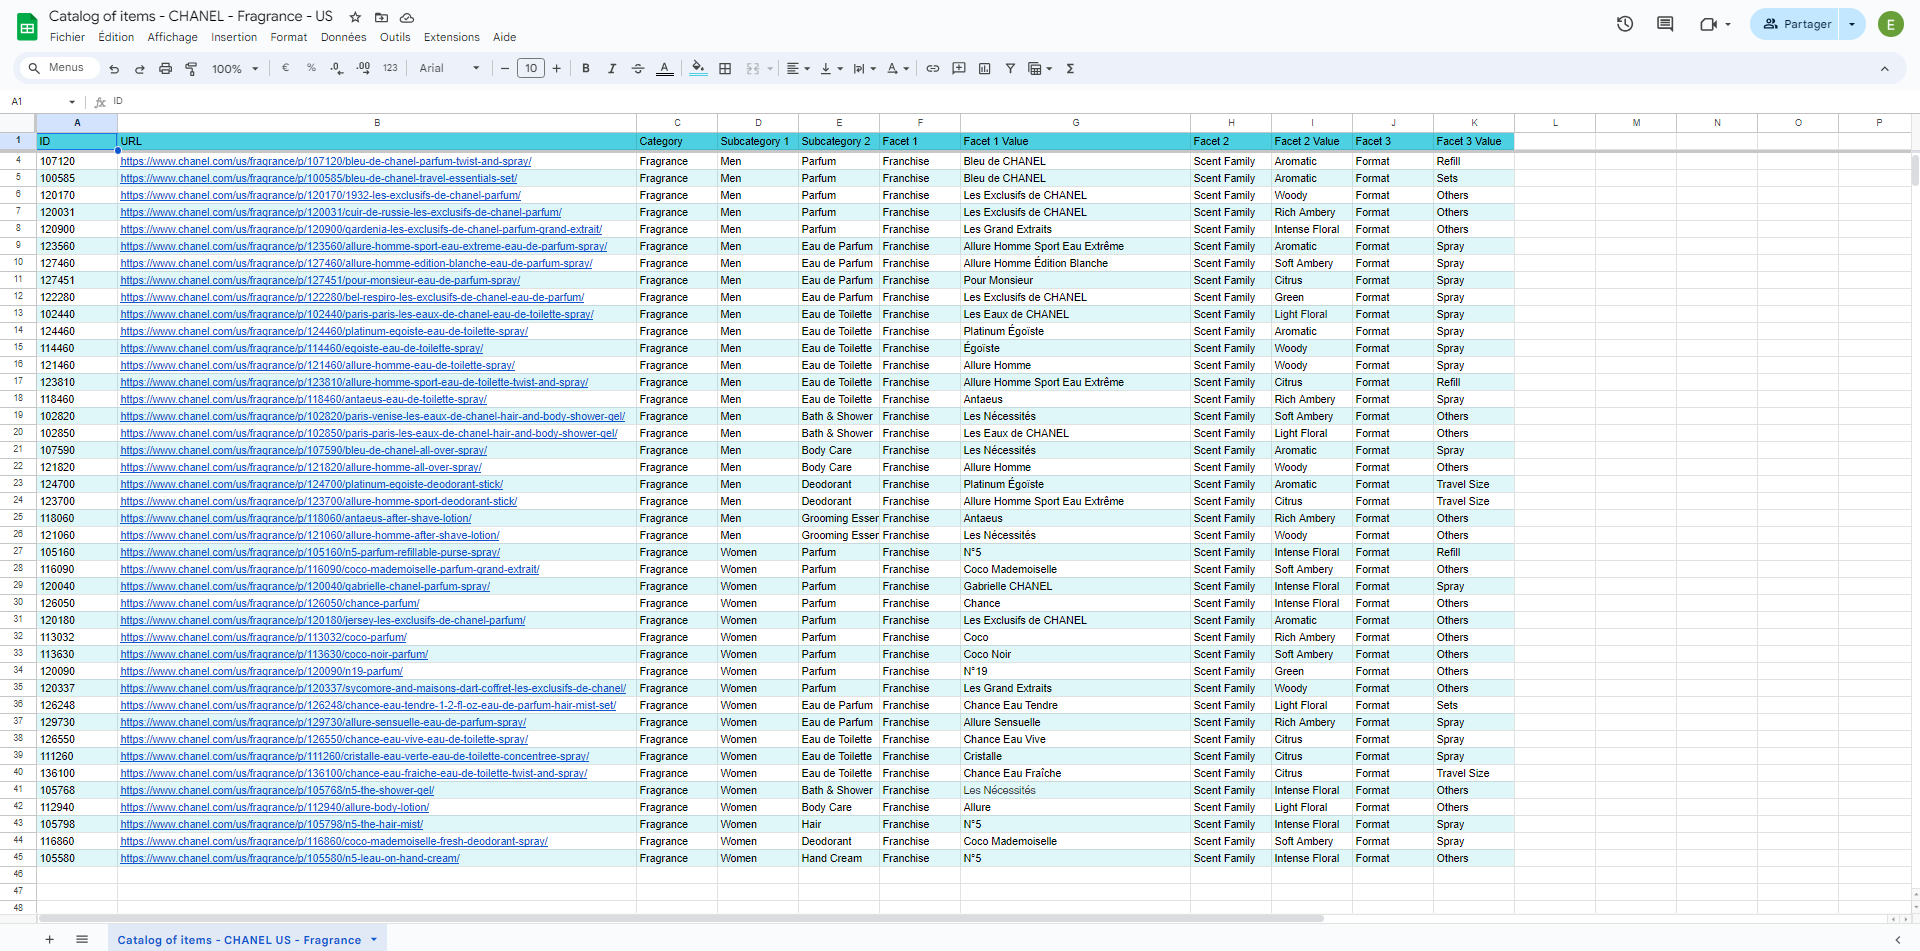 Catalog of items - CHANEL - Fragrance - US
Fichier Édition Affichage Insertion Format Données Outils Extensions Aide
Partager
E
Menus 100% € % .0 .00 123 Arial 10 B I A
A1 ID
A B C D E F G H I J K L M N O P
1 ID URL Category Subcategory 1 Subcategory 2 Facet 1 Facet 1 Value Facet 2 Facet 2 Value Facet 3 Facet 3 Value
4 107120 https://www.chanel.com/us/fragrance/p/107120/bleu-de-chanel-parfum-twist-and-spray/ Fragrance Men Parfum Franchise Bleu de CHANEL Scent Family Aromatic Format Refill
5 100585 https://www.chanel.com/us/fragrance/p/100585/bleu-de-chanel-travel-essentials-set/ Fragrance Men Parfum Franchise Bleu de CHANEL Scent Family Aromatic Format Sets
6 120170 https://www.chanel.com/us/fragrance/p/120170/1932-les-exclusifs-de-chanel-parfum/ Fragrance Men Parfum Franchise Les Exclusifs de CHANEL Scent Family Woody Format Others
7 120031 https://www.chanel.com/us/fragrance/p/120031/cuir-de-russie-les-exclusifs-de-chanel-parfum/ Fragrance Men Parfum Franchise Les Exclusifs de CHANEL Scent Family Rich Ambery Format Others
8 120900 https://www.chanel.com/us/fragrance/p/120900/gardenia-les-exclusifs-de-chanel-parfum-grand-extrait/ Fragrance Men Parfum Franchise Les Grand Extraits Scent Family Intense Floral Format Others
9 123560 https://www.chanel.com/us/fragrance/p/123560/allure-homme-sport-eau-extreme-eau-de-parfum-spray/ Fragrance Men Eau de Parfum Franchise Allure Homme Sport Eau Extrême Scent Family Aromatic Format Spray
10 127460 https://www.chanel.com/us/fragrance/p/127460/allure-homme-edition-blanche-eau-de-parfum-spray/ Fragrance Men Eau de Parfum Franchise Allure Homme Édition Blanche Scent Family Soft Ambery Format Spray
11 127451 https://www.chanel.com/us/fragrance/p/127451/pour-monsieur-eau-de-parfum-spray/ Fragrance Men Eau de Parfum Franchise Pour Monsieur Scent Family Citrus Format Spray
12 122280 https://www.chanel.com/us/fragrance/p/122280/bel-respiro-les-exclusifs-de-chanel-eau-de-parfum/ Fragrance Men Eau de Parfum Franchise Les Exclusifs de CHANEL Scent Family Green Format Spray
13 102440 https://www.chanel.com/us/fragrance/p/102440/paris-paris-les-eaux-de-chanel-eau-de-toilette-spray/ Fragrance Men Eau de Toilette Franchise Les Eaux de CHANEL Scent Family Light Floral Format Spray
14 124460 https://www.chanel.com/us/fragrance/p/124460/platinum-egoiste-eau-de-toilette-spray/ Fragrance Men Eau de Toilette Franchise Platinum Égoïste Scent Family Aromatic Format Spray
15 114460 https://www.chanel.com/us/fragrance/p/114460/egoiste-eau-de-toilette-spray/ Fragrance Men Eau de Toilette Franchise Égoïste Scent Family Woody Format Spray
16 121460 https://www.chanel.com/us/fragrance/p/121460/allure-homme-eau-de-toilette-spray/ Fragrance Men Eau de Toilette Franchise Allure Homme Scent Family Woody Format Spray
17 123810 https://www.chanel.com/us/fragrance/p/123810/allure-homme-sport-eau-de-toilette-twist-and-spray/ Fragrance Men Eau de Toilette Franchise Allure Homme Sport Eau Extrême Scent Family Citrus Format Refill
18 118460 https://www.chanel.com/us/fragrance/p/118460/antaeus-eau-de-toilette-spray/ Fragrance Men Eau de Toilette Franchise Antaeus Scent Family Rich Ambery Format Spray
19 102820 https://www.chanel.com/us/fragrance/p/102820/paris-venise-les-eaux-de-chanel-hair-and-body-shower-gel/ Fragrance Men Bath & Shower Franchise Les Nécessités Scent Family Soft Ambery Format Others
20 102850 https://www.chanel.com/us/fragrance/p/102850/paris-paris-les-eaux-de-chanel-hair-and-body-shower-gel/ Fragrance Men Bath & Shower Franchise Les Eaux de CHANEL Scent Family Light Floral Format Others
21 107590 https://www.chanel.com/us/fragrance/p/107590/bleu-de-chanel-all-over-spray/ Fragrance Men Body Care Franchise Les Nécessités Scent Family Aromatic Format Spray
22 121820 https://www.chanel.com/us/fragrance/p/121820/allure-homme-all-over-spray/ Fragrance Men Body Care Franchise Allure Homme Scent Family Woody Format Others
23 124700 https://www.chanel.com/us/fragrance/p/124700/platinum-egoiste-deodorant-stick/ Fragrance Men Deodorant Franchise Platinum Égoïste Scent Family Aromatic Format Travel Size
24 123700 https://www.chanel.com/us/fragrance/p/123700/allure-homme-sport-deodorant-stick/ Fragrance Men Deodorant Franchise Allure Homme Sport Eau Extrême Scent Family Citrus Format Travel Size
25 118060 https://www.chanel.com/us/fragrance/p/118060/antaeus-after-shave-lotion/ Fragrance Men Grooming Esser Franchise Antaeus Scent Family Rich Ambery Format Others
26 121060 https://www.chanel.com/us/fragrance/p/121060/allure-homme-after-shave-lotion/ Fragrance Men Grooming Esser Franchise Les Nécessités Scent Family Woody Format Others
27 105160 https://www.chanel.com/us/fragrance/p/105160/n5-parfum-refillable-purse-spray/ Fragrance Women Parfum Franchise N°5 Scent Family Intense Floral Format Refill
28 116090 https://www.chanel.com/us/fragrance/p/116090/coco-mademoiselle-parfum-grand-extrait/ Fragrance Women Parfum Franchise Coco Mademoiselle Scent Family Soft Ambery Format Others
29 120040 https://www.chanel.com/us/fragrance/p/120040/gabrielle-chanel-parfum-spray/ Fragrance Women Parfum Franchise Gabrielle CHANEL Scent Family Intense Floral Format Spray
30 126050 https://www.chanel.com/us/fragrance/p/126050/chance-parfum/ Fragrance Women Parfum Franchise Chance Scent Family Intense Floral Format Others
31 120180 https://www.chanel.com/us/fragrance/p/120180/jersey-les-exclusifs-de-chanel-parfum/ Fragrance Women Parfum Franchise Les Exclusifs de CHANEL Scent Family Aromatic Format Others
32 113032 https://www.chanel.com/us/fragrance/p/113032/coco-parfum/ Fragrance Women Parfum Franchise Coco Scent Family Rich Ambery Format Others
33 113630 https://www.chanel.com/us/fragrance/p/113630/coco-noir-parfum/ Fragrance Women Parfum Franchise Coco Noir Scent Family Soft Ambery Format Others
34 120090 https://www.chanel.com/us/fragrance/p/120090/n19-parfum/ Fragrance Women Parfum Franchise N°19 Scent Family Green Format Others
35 120337 https://www.chanel.com/us/fragrance/p/120337/sycomore-and-maisons-dart-coffret-les-exclusifs-de-chanel/ Fragrance Women Parfum Franchise Les Grand Extraits Scent Family Woody Format Others
36 126248 https://www.chanel.com/us/fragrance/p/126248/chance-eau-tendre-1-2-fl-oz-eau-de-parfum-hair-mist-set/ Fragrance Women Eau de Parfum Franchise Chance Eau Tendre Scent Family Light Floral Format Sets
37 129730 https://www.chanel.com/us/fragrance/p/129730/allure-sensuelle-eau-de-parfum-spray/ Fragrance Women Eau de Parfum Franchise Allure Sensuelle Scent Family Rich Ambery Format Spray
38 126550 https://www.chanel.com/us/fragrance/p/126550/chance-eau-vive-eau-de-toilette-spray/ Fragrance Women Eau de Toilette Franchise Chance Eau Vive Scent Family Citrus Format Spray
39 111260 https://www.chanel.com/us/fragrance/p/111260/cristalle-eau-verte-eau-de-toilette-concentree-spray/ Fragrance Women Eau de Toilette Franchise Cristalle Scent Family Citrus Format Spray
40 136100 https://www.chanel.com/us/fragrance/p/136100/chance-eau-fraiche-eau-de-toilette-twist-and-spray/ Fragrance Women Eau de Toilette Franchise Chance Eau Fraîche Scent Family Citrus Format Travel Size
41 105768 https://www.chanel.com/us/fragrance/p/105768/n5-the-shower-gel/ Fragrance Women Bath & Shower Franchise Les Nécessités Scent Family Intense Floral Format Others
42 112940 https://www.chanel.com/us/fragrance/p/112940/allure-body-lotion/ Fragrance Women Body Care Franchise Allure Scent Family Light Floral Format Others
43 105798 https://www.chanel.com/us/fragrance/p/105798/n5-the-hair-mist/ Fragrance Women Hair Franchise N°5 Scent Family Intense Floral Format Spray
44 116860 https://www.chanel.com/us/fragrance/p/116860/coco-mademoiselle-fresh-deodorant-spray/ Fragrance Women Deodorant Franchise Coco Mademoiselle Scent Family Soft Ambery Format Spray
45 105580 https://www.chanel.com/us/fragrance/p/105580/n5-leau-on-hand-cream/ Fragrance Women Hand Cream Franchise N°5 Scent Family Intense Floral Format Others
46
47
48
Catalog of items - CHANEL US - Fragrance